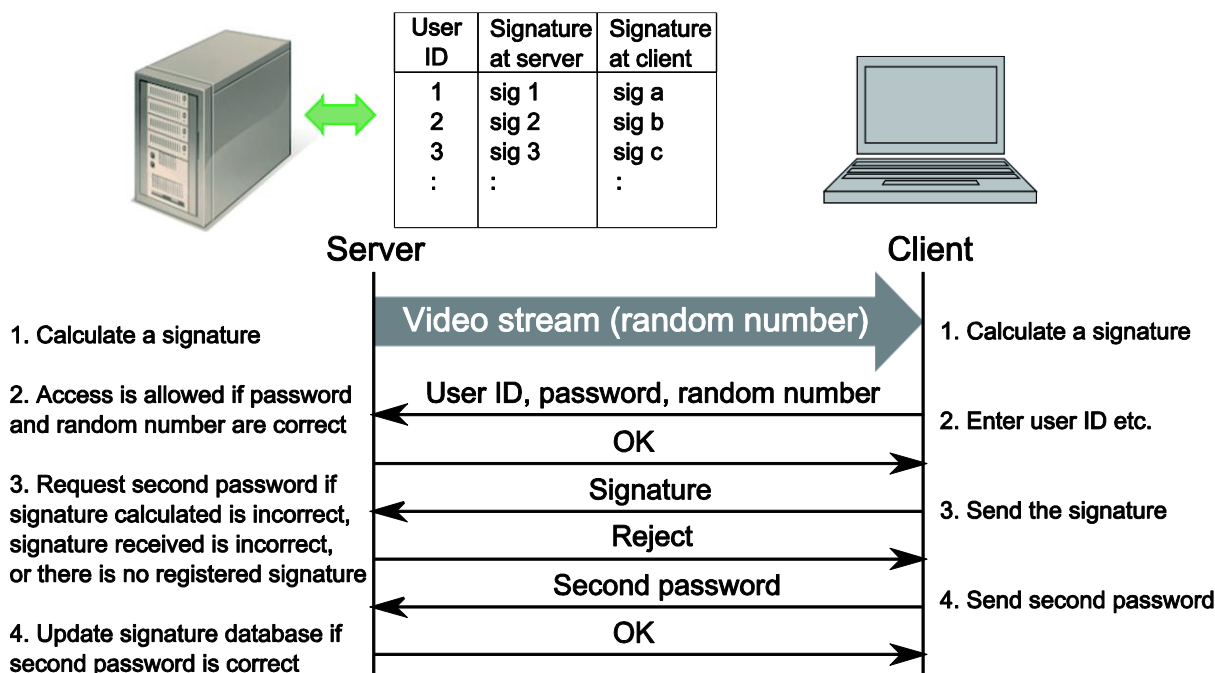 User ID
Signature at server
Signature at client
1 sig 1 sig a
2 sig 2 sig b
3 sig 3 sig c
: : :
Server
Client
Video stream (random number)
1. Calculate a signature
1. Calculate a signature
User ID, password, random number
2. Access is allowed if password
and random number are correct
2. Enter user ID etc.
OK
3. Request second password if
signature calculated is incorrect,
signature received is incorrect,
or there is no registered signature
Signature
3. Send the signature
Reject
Second password
4. Send second password
4. Update signature database if
second password is correct
OK